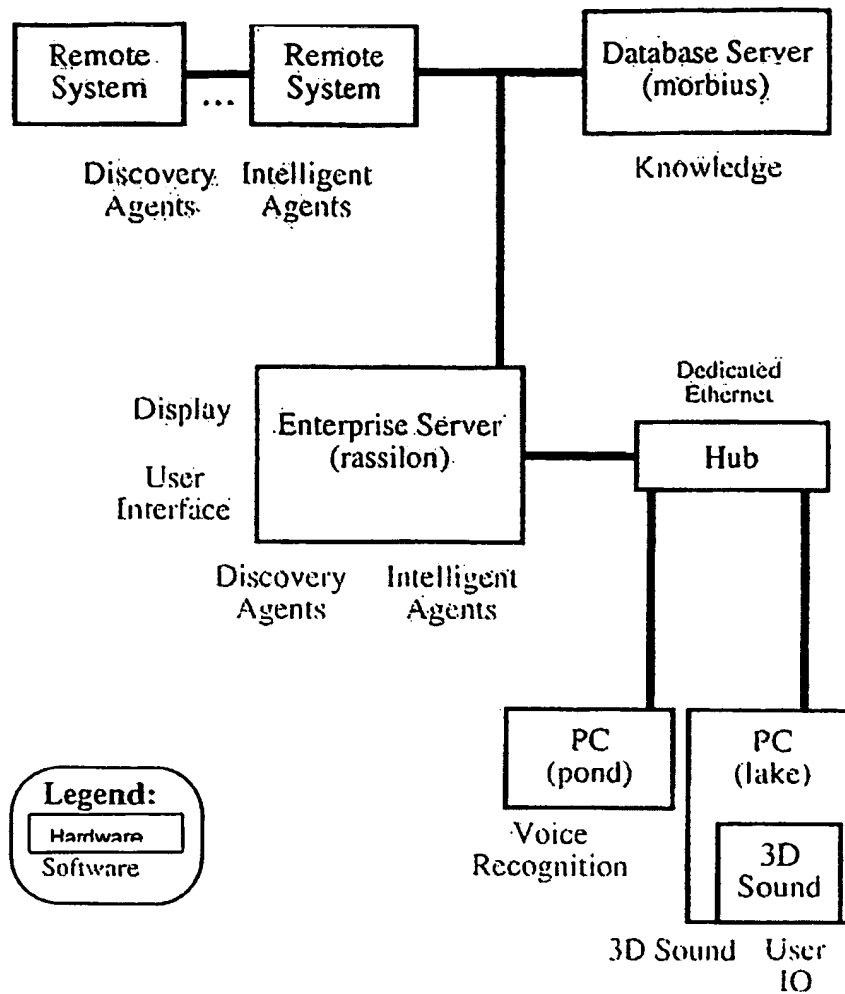 Remote
System
...
Remote
System
Database Server
(morbius)
Discovery
Agents
Intelligent
Agents
Knowledge
Display
User
Interface
Enterprise Server
(rassilon)
Dedicated
Ethernet
Hub
Discovery
Agents
Intelligent
Agents
PC
(pond)
PC
(lake)
Voice
Recognition
3D
Sound
3D Sound
User
IO
Legend:
Hardware
Software